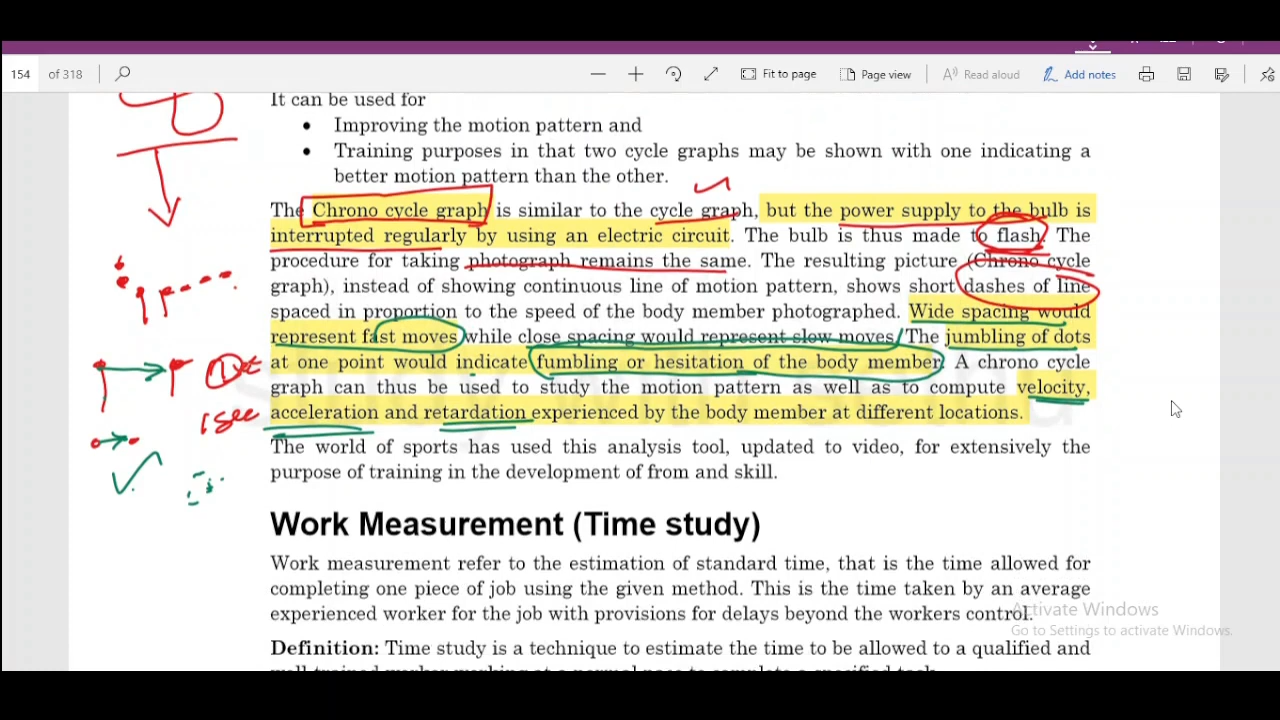 154 of 318 Fit to page Page view Read aloud Add notes
It can be used for
• Improving the motion pattern and
• Training purposes in that two cycle graphs may be shown with one indicating a
better motion pattern than the other.
The Chrono cycle graph is similar to the cycle graph, but the power supply to the bulb is
interrupted regularly by using an electric circuit. The bulb is thus made to flash. The
procedure for taking photograph remains the same. The resulting picture (Chrono cycle
graph), instead of showing continuous line of motion pattern, shows short dashes of line
spaced in proportion to the speed of the body member photographed. Wide spacing would
represent fast moves while close spacing would represent slow moves. The jumbling of dots
at one point would indicate fumbling or hesitation of the body member. A chrono cycle
graph can thus be used to study the motion pattern as well as to compute velocity,
1 sec
acceleration and retardation experienced by the body member at different locations.
The world of sports has used this analysis tool, updated to video, for extensively the
purpose of training in the development of from and skill.
Work Measurement (Time study)
Work measurement refer to the estimation of standard time, that is the time allowed for
completing one piece of job using the given method. This is the time taken by an average
experienced worker for the job with provisions for delays beyond the workers control.
Activate Windows
Go to Settings to activate Windows.
Definition: Time study is a technique to estimate the time to be allowed to a qualified and